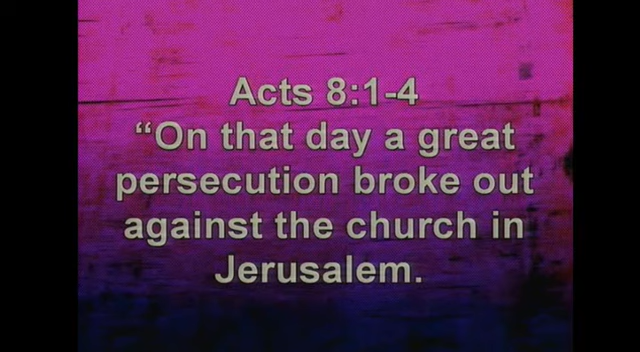 Acts 8:1-4
“On that day a great
persecution broke out
against the church in
Jerusalem.